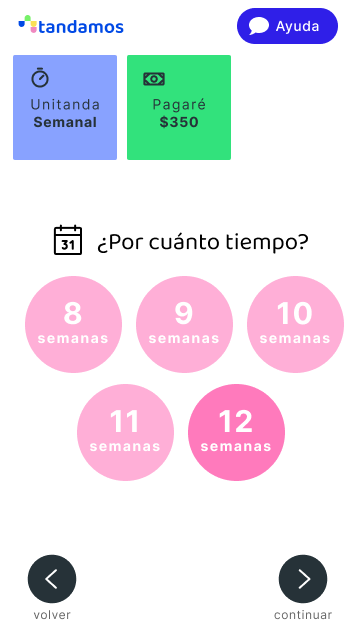 tandamos
Ayuda
Unitanda
Semanal
Pagaré
$350
31
¿Por cuánto tiempo?
8
semanas
9
semanas
10
semanas
11
semanas
12
semanas
volver
continuar